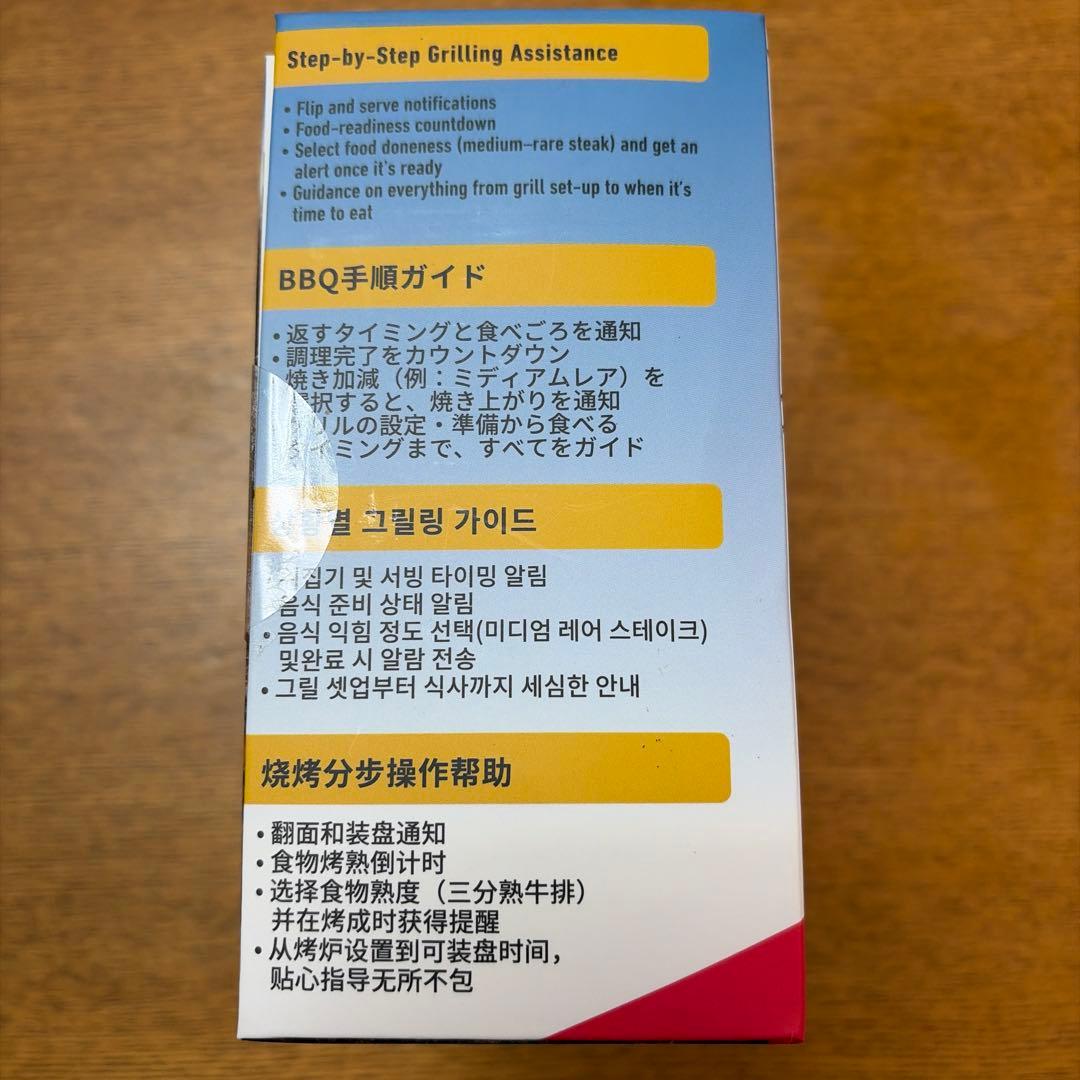 Step-by-Step Grilling Assistance
• Flip and serve notifications
• Food-readiness countdown
• Select food doneness (medium-rare steak) and get an
alert once it's ready
• Guidance on everything from grill set-up to when it's
time to eat
BBQ手順ガイド
• 返すタイミングと食べごろを通知
• 調理完了をカウントダウン
焼き加減（例：ミディアムレア）を
すると、焼き上がりを通知
の設定・準備から食べる
まで、すべてをガイド
그릴링 가이드
및 서빙 타이밍 알림
음식 준비 상태 알림
• 음식 익힘 정도 선택(미디엄 레어 스테이크)
및완료 시 알람 전송
• 그릴 셋업부터 식사까지 세심한 안내
烧烤分步操作帮助
• 翻面和装盘通知
• 食物烤熟倒计时
• 选择食物熟度（三分熟牛排）
并在烤成时获得提醒
• 从烤炉设置到可装盘时间，
贴心指导无所不包